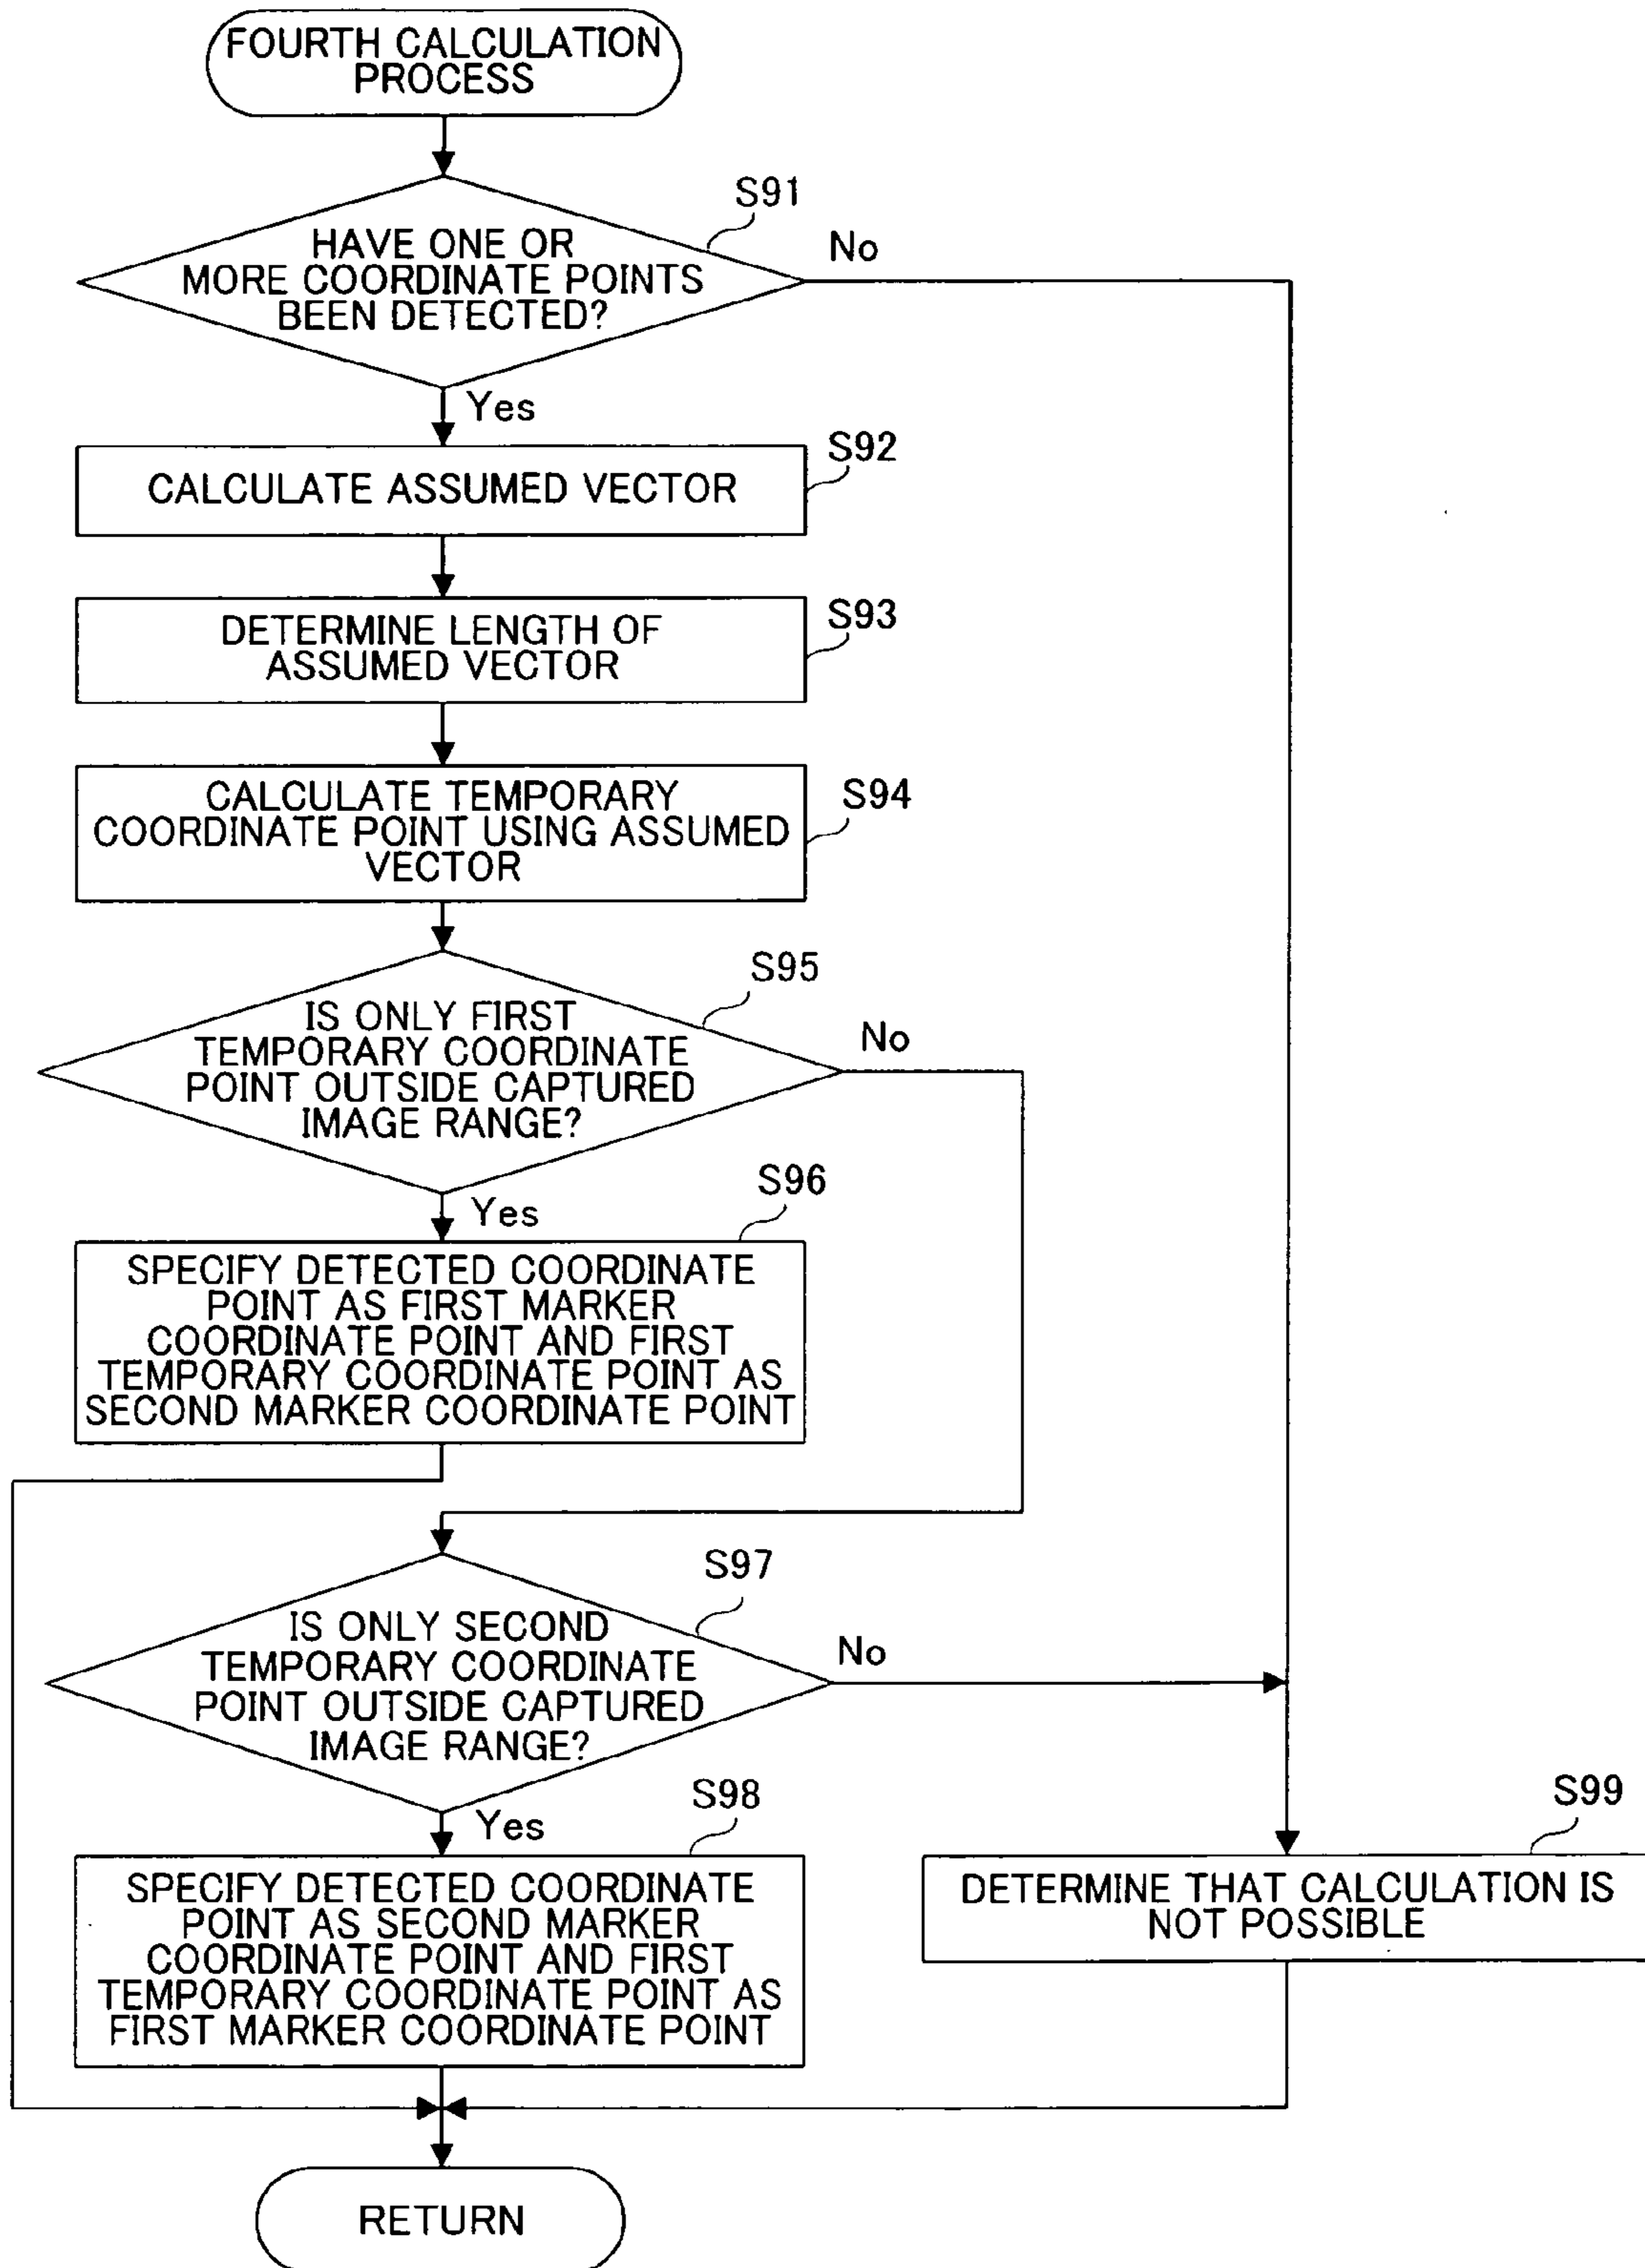 FOURTH CALCULATION
PROCESS
S91
HAVE ONE OR
MORE COORDINATE POINTS
BEEN DETECTED?
No
Yes
S92
CALCULATE ASSUMED VECTOR
S93
DETERMINE LENGTH OF
ASSUMED VECTOR
S94
CALCULATE TEMPORARY
COORDINATE POINT USING ASSUMED
VECTOR
S95
IS ONLY FIRST
TEMPORARY COORDINATE
POINT OUTSIDE CAPTURED
IMAGE RANGE?
No
Yes
S96
SPECIFY DETECTED COORDINATE
POINT AS FIRST MARKER
COORDINATE POINT AND FIRST
TEMPORARY COORDINATE POINT AS
SECOND MARKER COORDINATE POINT
S97
IS ONLY SECOND
TEMPORARY COORDINATE
POINT OUTSIDE CAPTURED
IMAGE RANGE?
No
Yes
S98
SPECIFY DETECTED COORDINATE
POINT AS SECOND MARKER
COORDINATE POINT AND FIRST
TEMPORARY COORDINATE POINT AS
FIRST MARKER COORDINATE POINT
S99
DETERMINE THAT CALCULATION IS
NOT POSSIBLE
RETURN